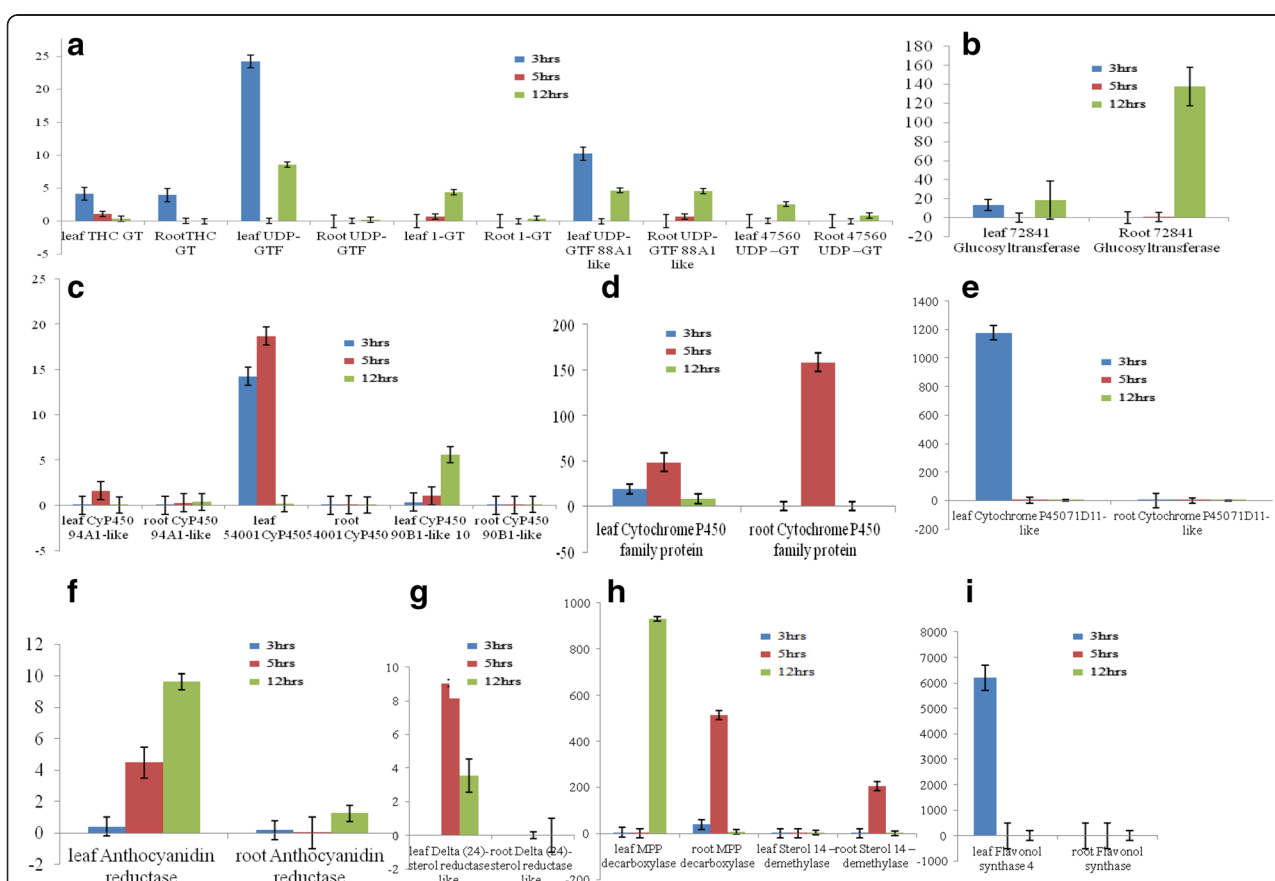 a
25
20
15
10
5
0
-5
3hrs
5hrs
12hrs
leaf THC GT
RootTHC GT
leaf UDP-GTF
Root UDP-GTF
leaf 1-GT
Root 1-GT
leaf UDP-GTF 88A1 like
Root UDP-GTF 88A1 like
leaf 47560 UDP –GT
Root 47560 UDP –GT
b
180
160
140
120
100
80
60
40
20
0
-20
3hrs
5hrs
12hrs
leaf 72841 Glucosyltransferase
Root 72841 Glucosyltransferase
c
25
20
15
10
5
0
-5
3hrs
5hrs
12hrs
leaf CyP450 94A1-like
root CyP450 94A1-like
leaf 54001CyP450
root 54001CyP450
leaf CyP450 90B1-like 10
root CyP450 90B1-like
d
200
150
100
50
0
-50
3hrs
5hrs
12hrs
leaf Cytochrome P450 family protein
root Cytochrome P450 family protein
e
1400
1200
1000
800
600
400
200
0
-200
3hrs
5hrs
12hrs
leaf Cytochrome P450 71D11-like
root Cytochrome P450 71D11-like
f
12
10
8
6
4
2
0
-2
3hrs
5hrs
12hrs
leaf Anthocyanidin reductase
root Anthocyanidin reductase
g
10
8
6
4
2
0
-2
3hrs
5hrs
12hrs
leaf Delta (24)-sterol reductase like
root Delta (24)-sterol reductase-like
h
1000
800
600
400
200
0
-200
3hrs
5hrs
12hrs
leaf MPP decarboxylase
root MPP decarboxylase
leaf Sterol 14 – demethylase
root Sterol 14 – demethylase
i
8000
7000
6000
5000
4000
3000
2000
1000
0
-1000
3hrs
5hrs
12hrs
leaf Flavonol synthase 4
root Flavonol synthase